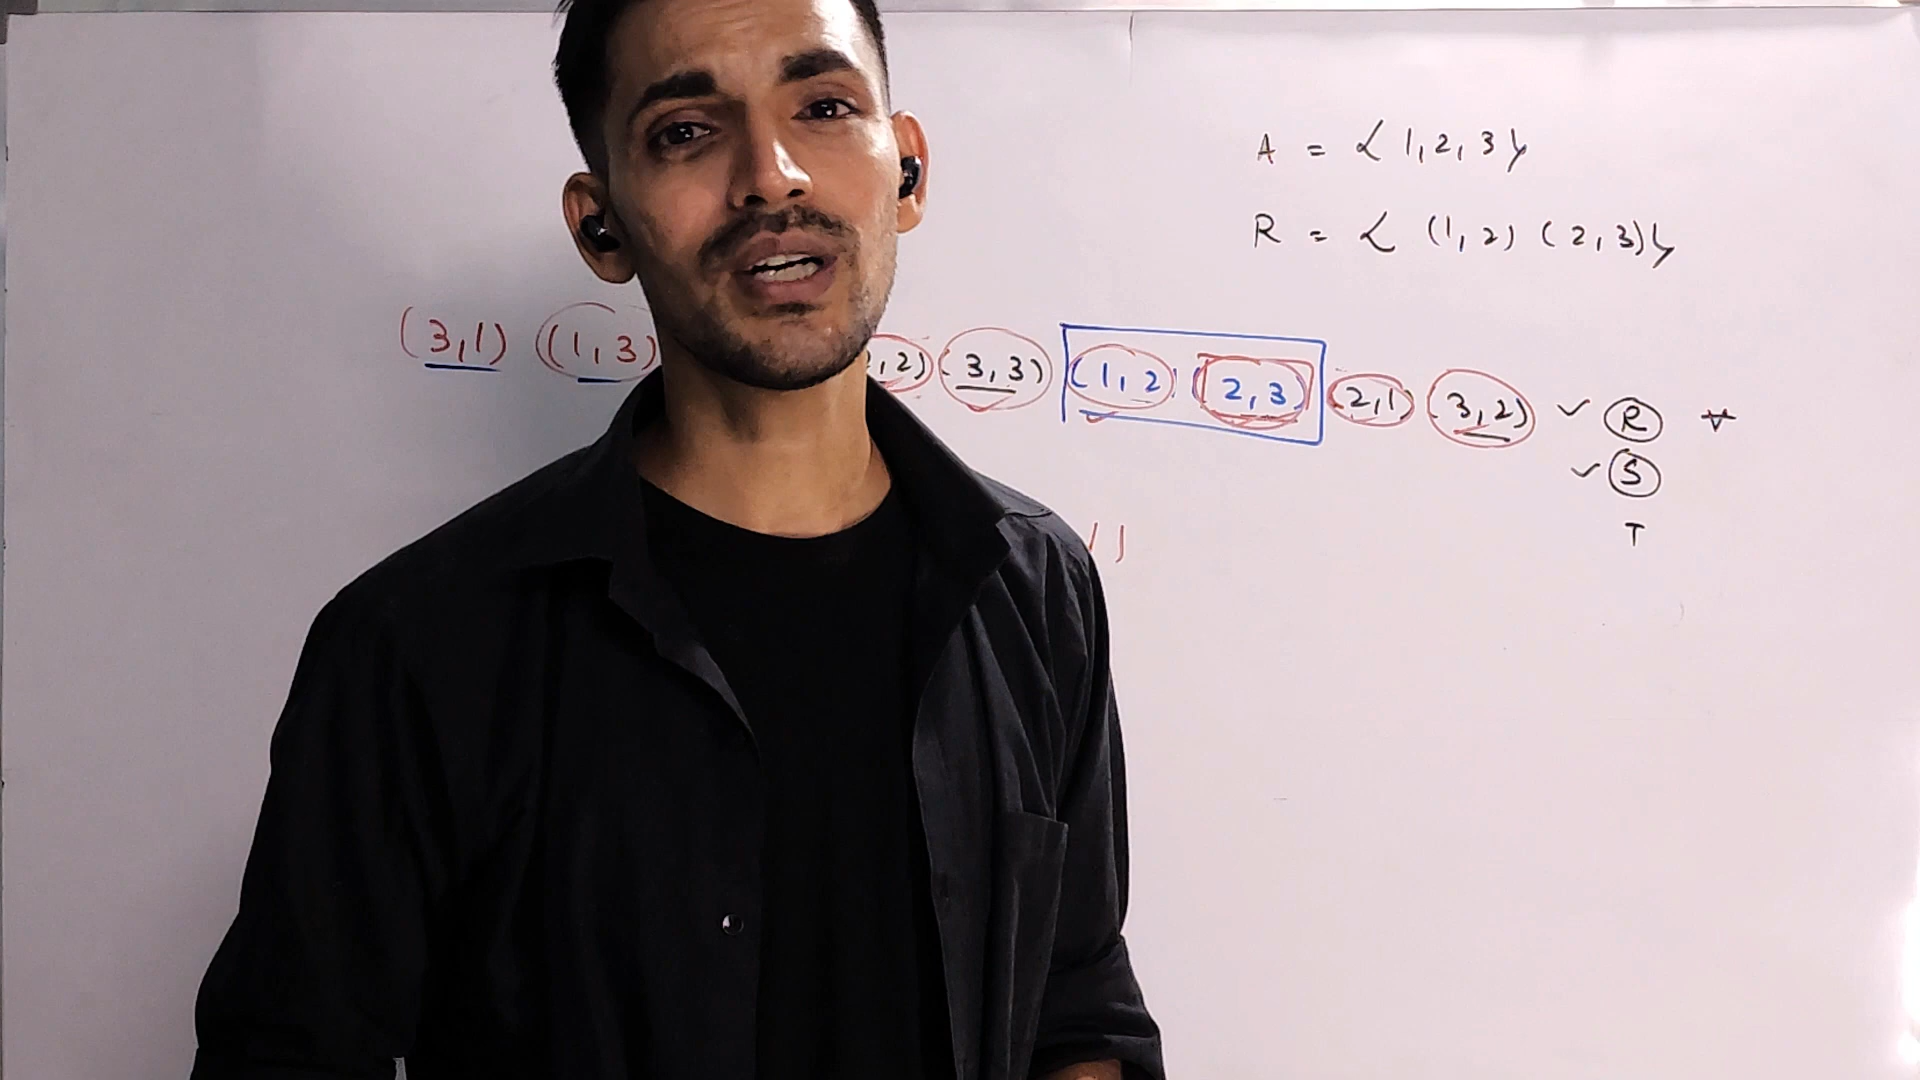 A = { 1, 2, 3 }
R = { (1, 2) (2, 3) }
(3,1) (1,3) ,2) (3,3) (1,2) (2,3) (2,1) (3,2) ✓ R ∀
✓ S
T